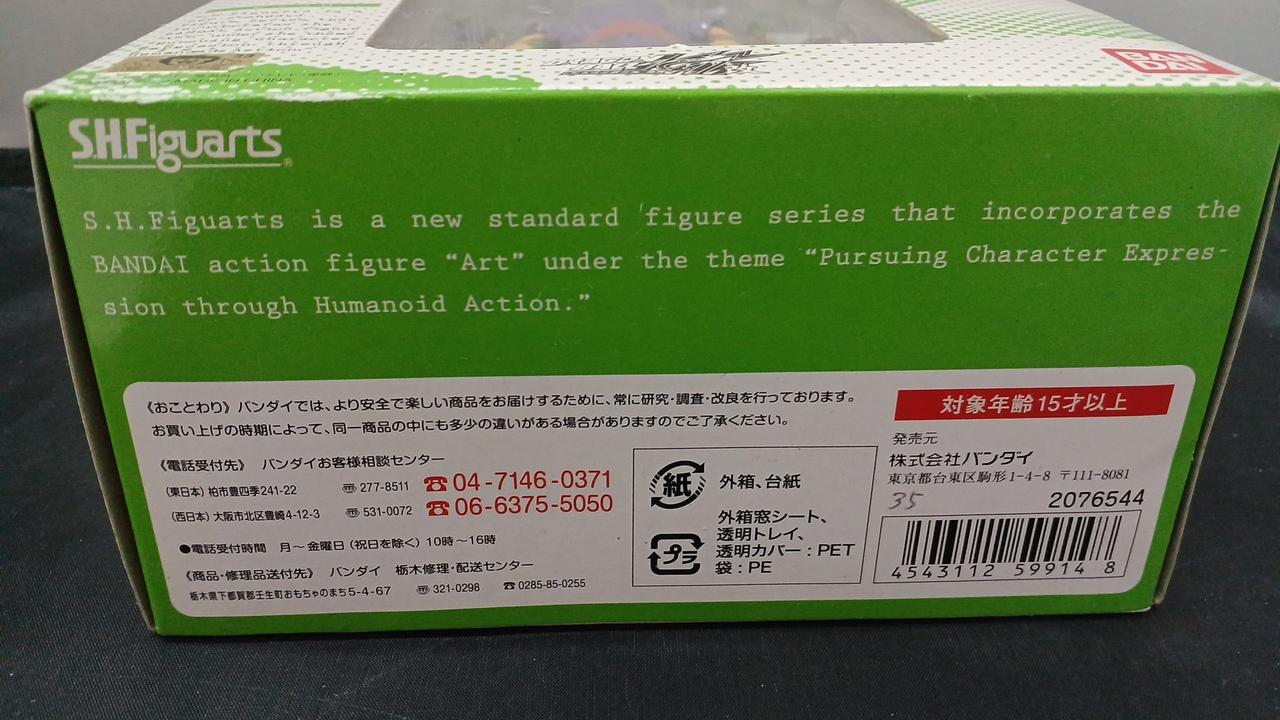 MADE IN CHINA
BAN
DAI
S.H.Figuarts®
S.H.Figuarts is a new standard figure series that incorporates the
BANDAI action figure “Art” under the theme “Pursuing Character Expres-
sion through Humanoid Action.”
《おことわり》バンダイでは、より安全で楽しい商品をお届けするために、常に研究・調査・改良を行っております。
お買い上げの時期によって、同一商品の中にも多少の違いがある場合がありますのでご了承ください。
《電話受付先》 バンダイお客様相談センター
(東日本) 柏市豊四季241-22 〠 277-8511 ☎ 04-7146-0371
(西日本) 大阪市北区豊崎4-12-3 〠 531-0072 ☎ 06-6375-5050
●電話受付時間 月～金曜日(祝日を除く)10時～16時
《商品・修理品送付先》 バンダイ 栃木修理・配送センター
栃木県下都賀郡壬生町おもちゃのまち5-4-67 〠 321-0298 ☎ 0285-85-0255
紙 外箱、台紙
プラ 外箱窓シート、
透明トレイ、
透明カバー：PET
袋：PE
対象年齢15才以上
発売元
株式会社バンダイ
東京都台東区駒形1-4-8 〒111-8081
35 2076544
4543112 59914 8